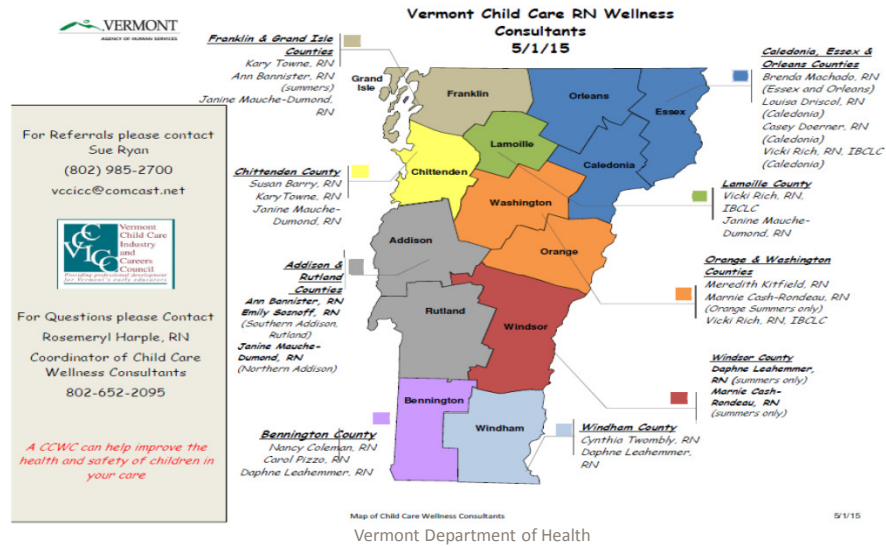 VERMONT
AGENCY OF HUMAN SERVICES
Vermont Child Care RN Wellness
Consultants
5/1/15
For Referrals please contact
Sue Ryan
(802) 985-2700
vccicc@comcast.net
VCCICC
Vermont
Child Care
Industry
and
Careers
Council
Providing professional development
for Vermont's early educators
For Questions please Contact
Rosemeryl Harple, RN
Coordinator of Child Care
Wellness Consultants
802-652-2095
A CCWC can help improve the
health and safety of children in
your care
Franklin & Grand Isle
Counties
Kary Towne, RN
Ann Bannister, RN
(summers)
Janine Mauche-Dumond,
RN
Chittenden County
Susan Barry, RN
Kary Towne, RN
Janine Mauche-
Dumond, RN
Addison &
Rutland
Counties
Ann Bannister, RN
Emily Sosnoff, RN
(Southern Addison,
Rutland)
Janine Mauche-
Dumond, RN
(Northern Addison)
Bennington County
Nancy Coleman, RN
Carol Pizzo, RN
Daphne Leahemmer, RN
Grand
Isle
Franklin
Orleans
Essex
Lamoille
Chittenden
Caledonia
Washington
Addison
Orange
Rutland
Windsor
Bennington
Windham
Caledonia, Essex &
Orleans Counties
Brenda Machado, RN
(Essex and Orleans)
Louisa Driscol, RN
(Caledonia)
Casey Doerner, RN
(Caledonia)
Vicki Rich, RN, IBCLC
(Caledonia)
Lamoille County
Vicki Rich, RN,
IBCLC
Janine Mauche-
Dumond, RN
Orange & Washington
Counties
Meredith Kitfield, RN
Marnie Cash-Rondeau, RN
(Orange Summers only)
Vicki Rich, RN, IBCLC
Windsor County
Daphne Leahemmer,
RN (summers only)
Marnie Cash-
Rondeau, RN
(summers only)
Windham County
Cynthia Twombly, RN
Daphne Leahemmer,
RN
Map of Child Care Wellness Consultants
5/1/15
Vermont Department of Health